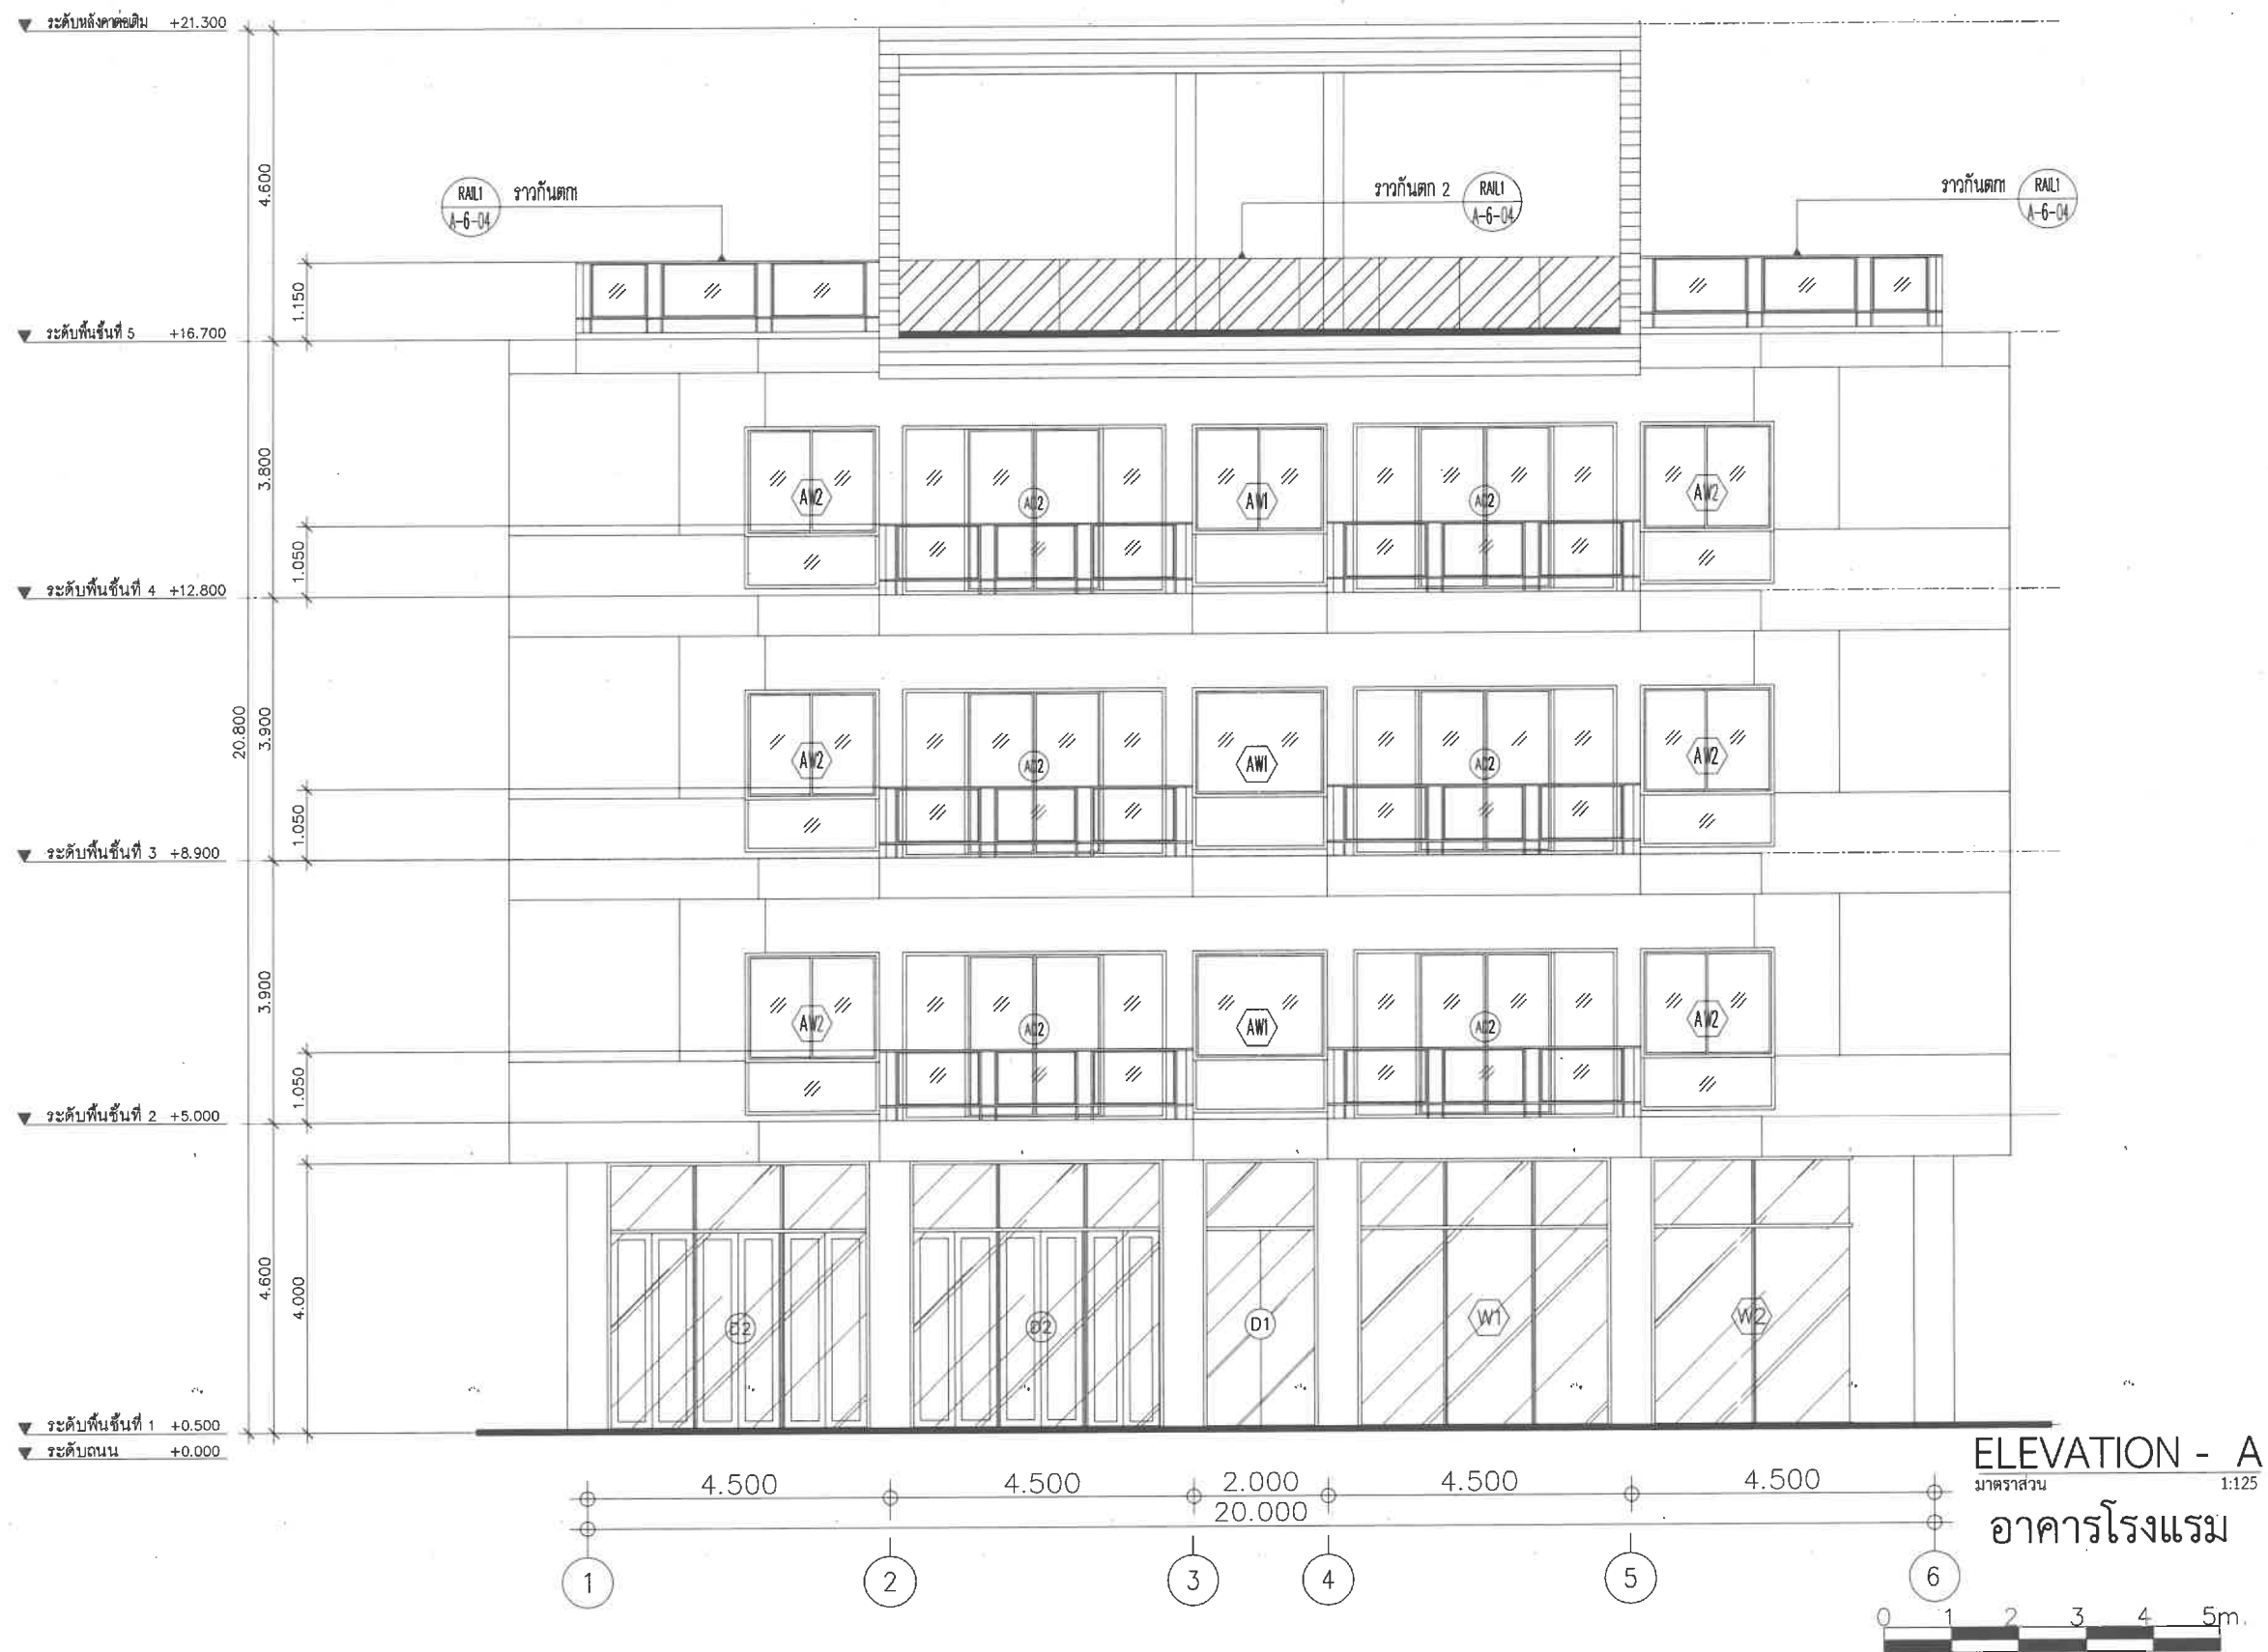 ระดับหลังคาต่อเติม +21.300
4.600
RAIL1 ราวกันตก1
A-6-04
ราวกันตก 2 RAIL1
A-6-04
ราวกันตก1 RAIL1
A-6-04
1.150
ระดับพื้นชั้นที่ 5 +16.700
3.800
AW2 AD2 AW1 AD2 AW2
1.050
ระดับพื้นชั้นที่ 4 +12.800
20.800
3.900
AW2 AD2 AW1 AD2 AW2
1.050
ระดับพื้นชั้นที่ 3 +8.900
3.900
AW2 AD2 AW1 AD2 AW2
1.050
ระดับพื้นชั้นที่ 2 +5.000
4.600
4.000
D2 D2 D1 W1 W2
ระดับพื้นชั้นที่ 1 +0.500
ระดับถนน +0.000
4.500 4.500 2.000 4.500 4.500
20.000
1 2 3 4 5 6
ELEVATION - A
มาตราส่วน 1:125
อาคารโรงแรม
0 1 2 3 4 5m.